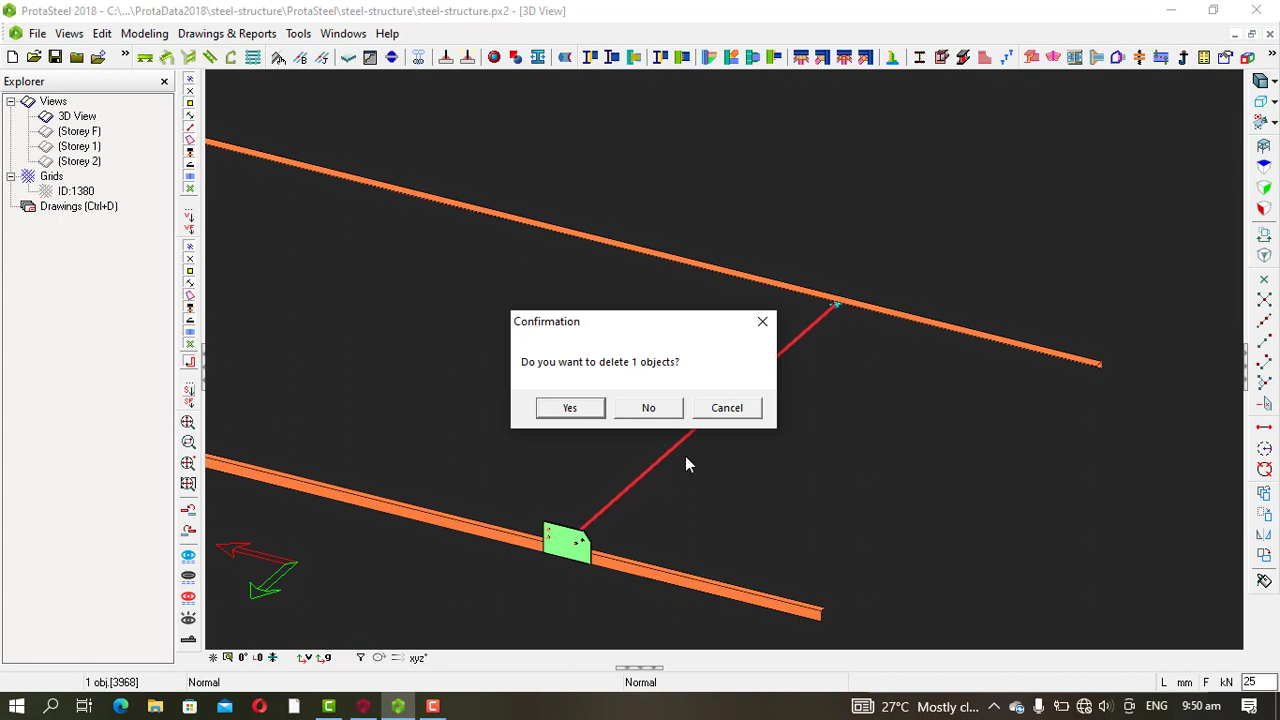 ProtaSteel 2018 - C:\...\ProtaData2018\steel-structure\ProtaSteel\steel-structure\steel-structure.px2 - [3D View]
File Views Edit Modeling Drawings & Reports Tools Windows Help
Explorer
Views
3D View
(Storey F)
(Storey 1)
(Storey 2)
Grids
ID:1380
Drawings (Ctrl+D)
Confirmation
Do you want to delete 1 objects?
Yes No Cancel
1 obj.[3968] Normal Normal L mm F kN 25
27°C Mostly cl... ENG 9:50 am